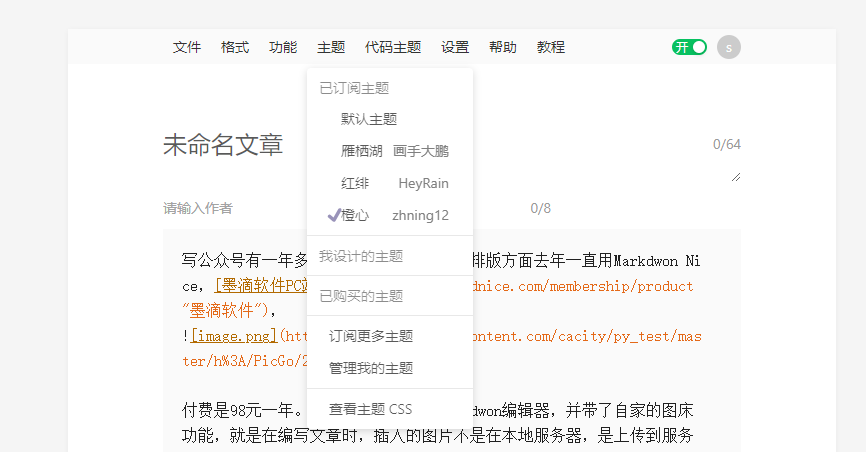 文件 格式 功能 主题 代码主题 设置 帮助 教程 开 s
已订阅主题
默认主题
雁栖湖 画手大鹏
红绯 HeyRain
橙心 zhning12
我设计的主题
已购买的主题
订阅更多主题
管理我的主题
查看主题 CSS
未命名文章 0/64
请输入作者 0/8
写公众号有一年多 排版方面去年一直用Markdwon Ni
ce，[墨滴软件PC dnice.com/membership/product
"墨滴软件")，
![image.png](htt ontent.com/cacity/py_test/mas
ter/h%3A/PicGo/2
付费是98元一年。 dwon编辑器，并带了自家的图床
功能，就是在编写文章时，插入的图片不是在本地服务器，是上传到服务